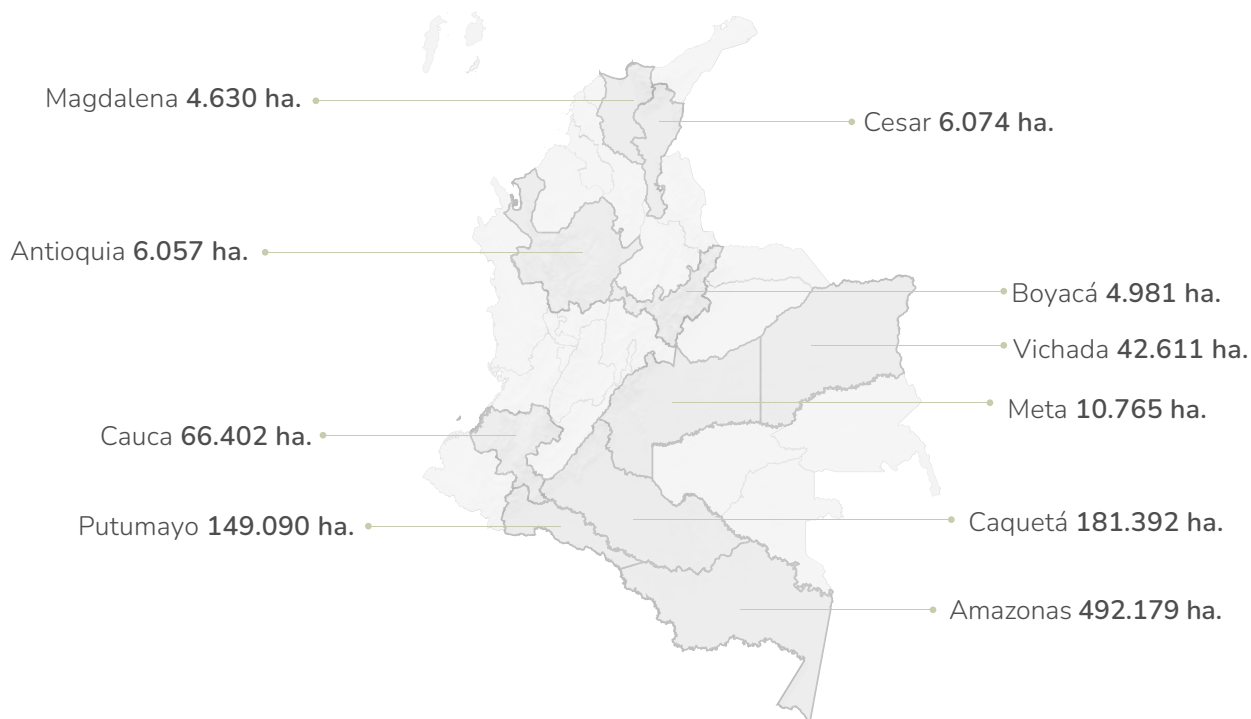 Magdalena 4.630 ha.
Cesar 6.074 ha.
Antioquia 6.057 ha.
Boyacá 4.981 ha.
Vichada 42.611 ha.
Meta 10.765 ha.
Cauca 66.402 ha.
Putumayo 149.090 ha.
Caquetá 181.392 ha.
Amazonas 492.179 ha.